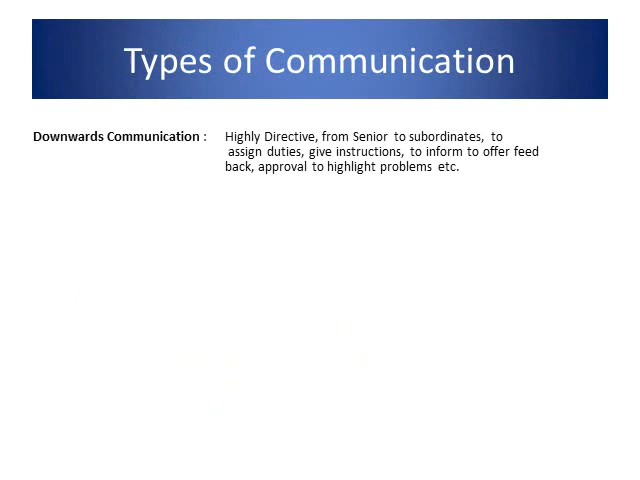 Types of Communication
Downwards Communication : Highly Directive, from Senior to subordinates, to
assign duties, give instructions, to inform to offer feed
back, approval to highlight problems etc.